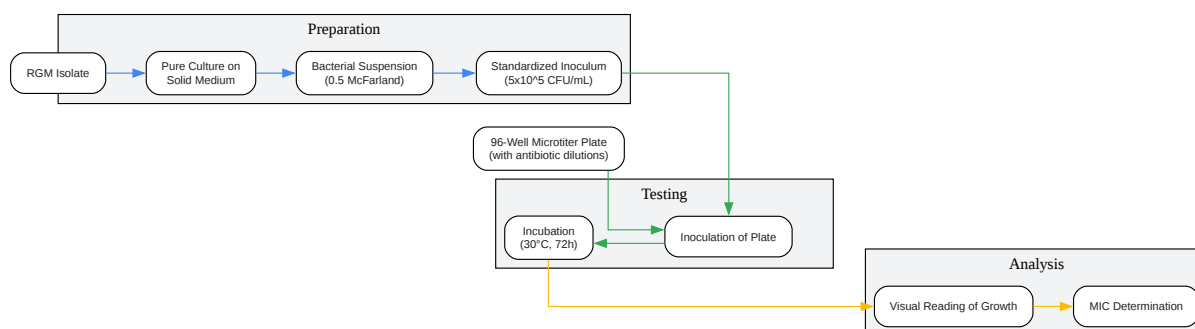 Preparation
RGM Isolate
Pure Culture on
Solid Medium
Bacterial Suspension
(0.5 McFarland)
Standardized Inoculum
(5x10^5 CFU/mL)
96-Well Microtiter Plate
(with antibiotic dilutions)
Testing
Incubation
(30°C, 72h)
Inoculation of Plate
Analysis
Visual Reading of Growth
MIC Determination